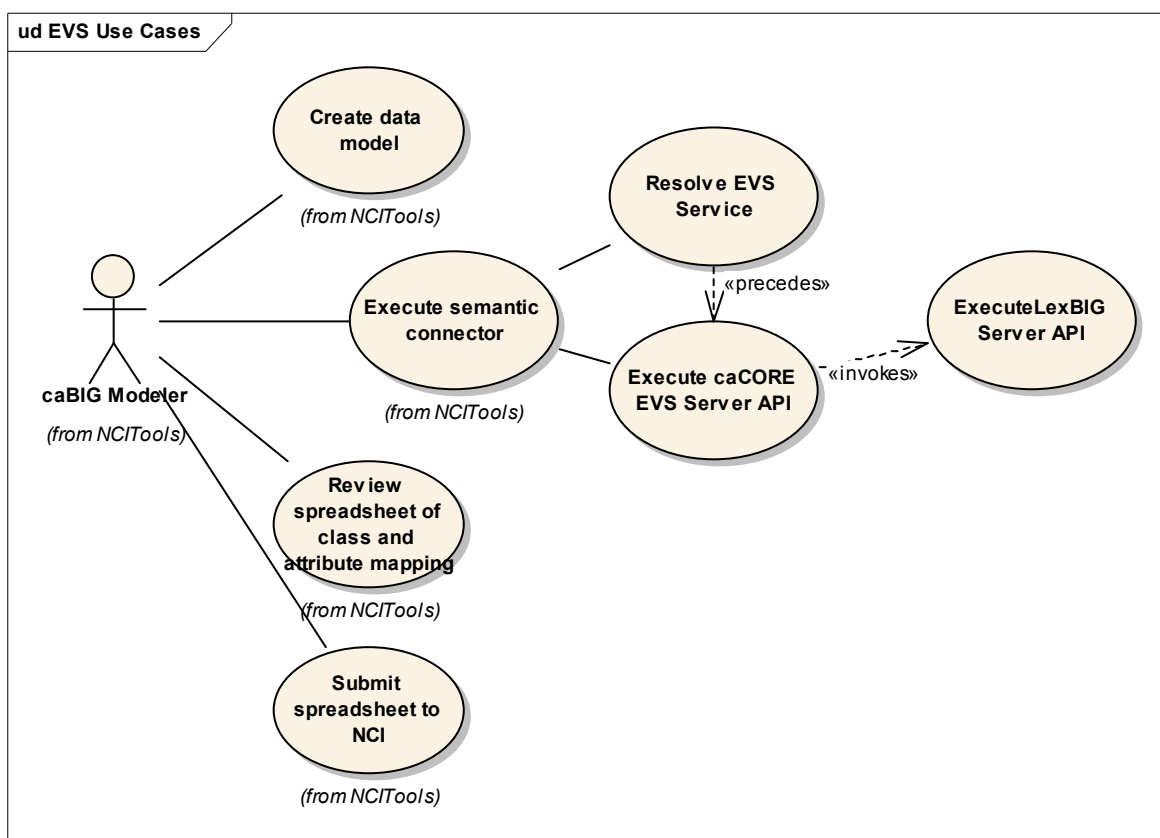 ud EVS Use Cases
Create data
model
(from NCITools)
Resolve EVS
Service
«precedes»
Execute semantic
connector
(from NCITools)
ExecuteLexBIG
Server API
«invokes»
Execute caCORE
EVS Server API
caBIG Modeler
(from NCITools)
Review
spreadsheet of
class and
attribute mapping
(from NCITools)
Submit
spreadsheet to
NCI
(from NCITools)